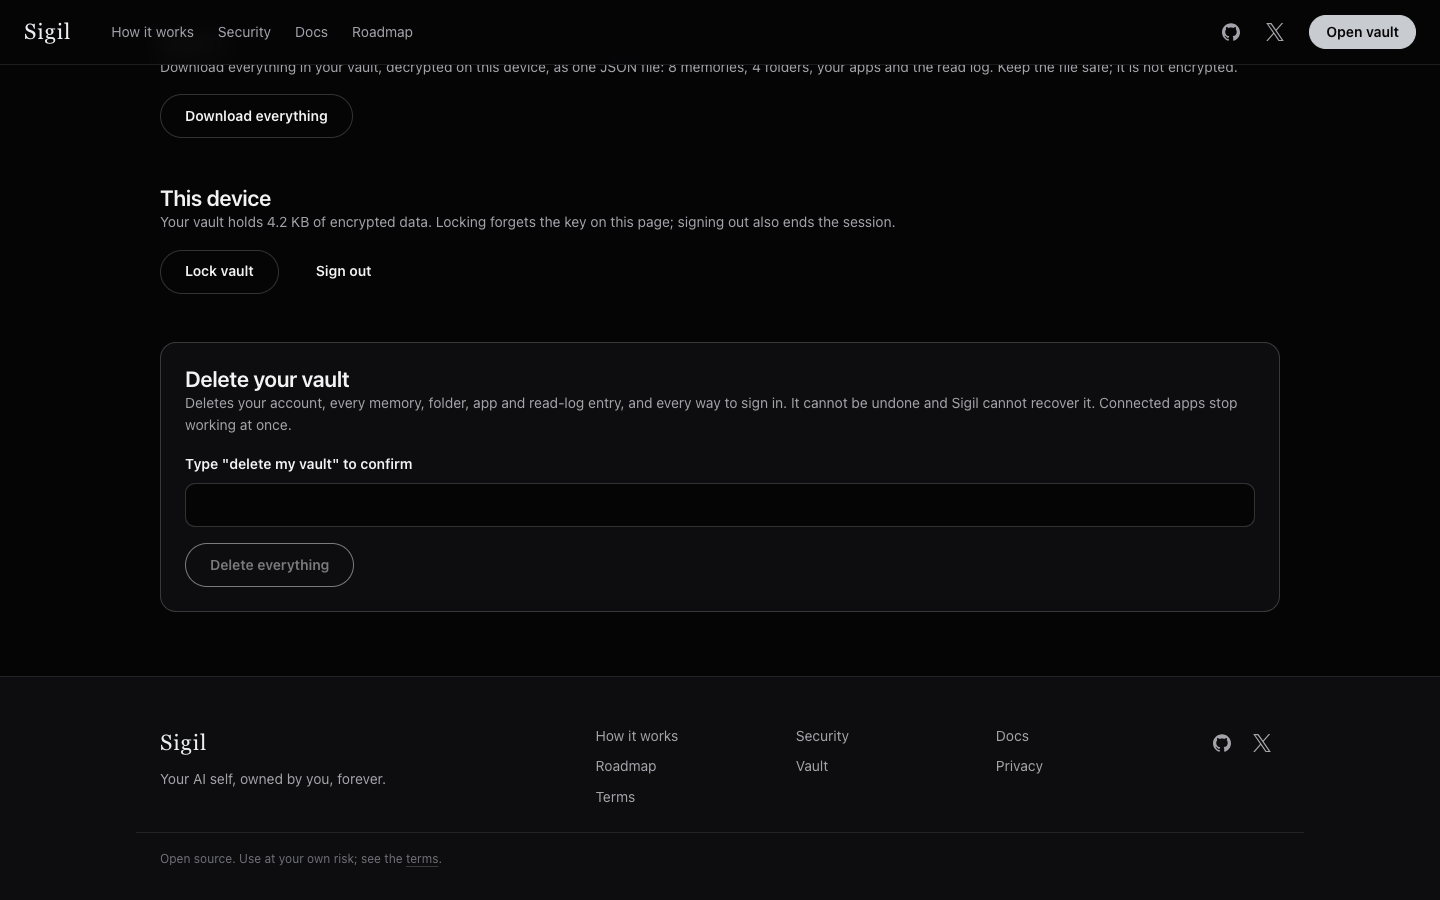 Sigil
How it works
Security
Docs
Roadmap
Open vault
Download everything in your vault, decrypted on this device, as one JSON file: 8 memories, 4 folders, your apps and the read log. Keep the file safe; it is not encrypted.
Download everything
This device
Your vault holds 4.2 KB of encrypted data. Locking forgets the key on this page; signing out also ends the session.
Lock vault
Sign out
Delete your vault
Deletes your account, every memory, folder, app and read-log entry, and every way to sign in. It cannot be undone and Sigil cannot recover it. Connected apps stop
working at once.
Type "delete my vault" to confirm
Delete everything
Sigil
Your AI self, owned by you, forever.
How it works
Security
Docs
Roadmap
Vault
Privacy
Terms
Open source. Use at your own risk; see the terms.